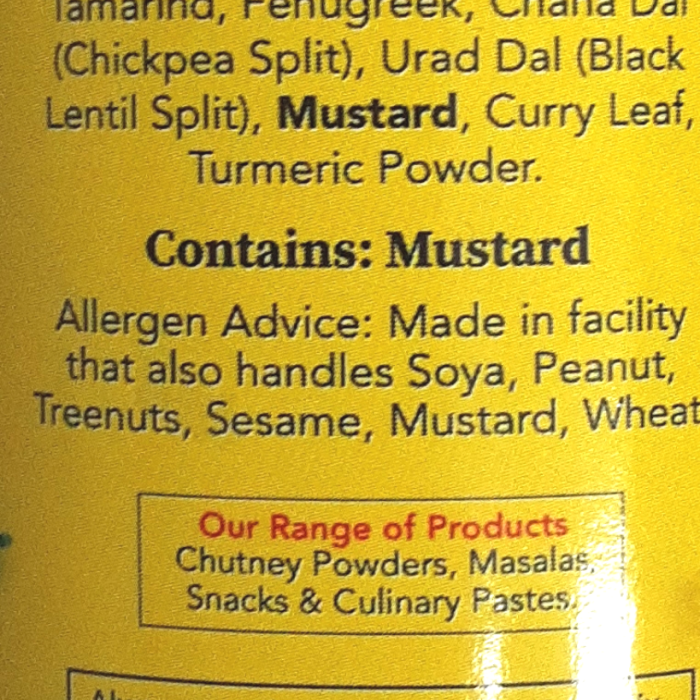 Tamarind, Fenugreek, Chana Dal
(Chickpea Split), Urad Dal (Black
Lentil Split), Mustard, Curry Leaf,
Turmeric Powder.
Contains: Mustard
Allergen Advice: Made in facility
that also handles Soya, Peanut,
Treenuts, Sesame, Mustard, Wheat
Our Range of Products
Chutney Powders, Masalas,
Snacks & Culinary Pastes.